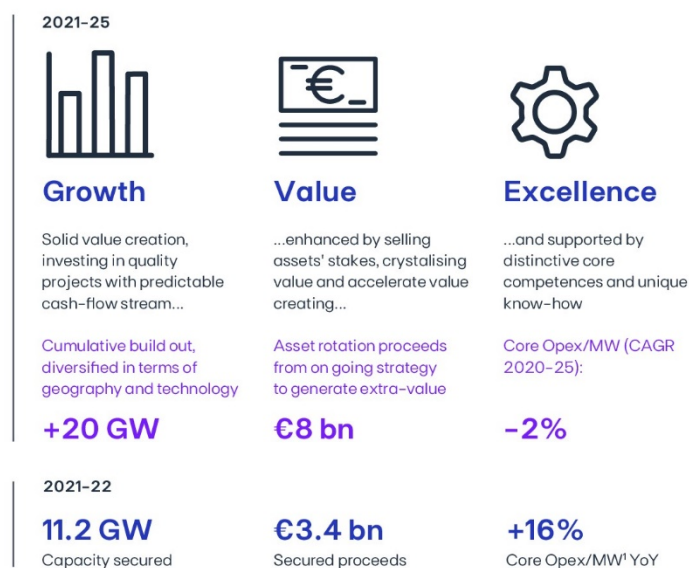 2021-25
€
Growth
Solid value creation,
investing in quality
projects with predictable
cash-flow stream...
Cumulative build out,
diversified in terms of
geography and technology
+20 GW
Value
...enhanced by selling
assets' stakes, crystalising
value and accelerate value
creating...
Asset rotation proceeds
from on going strategy
to generate extra-value
€8 bn
Excellence
...and supported by
distinctive core
competences and unique
know-how
Core Opex/MW (CAGR
2020-25):
-2%
2021-22
11.2 GW
Capacity secured
€3.4 bn
Secured proceeds
+16%
Core Opex/MW¹ YoY